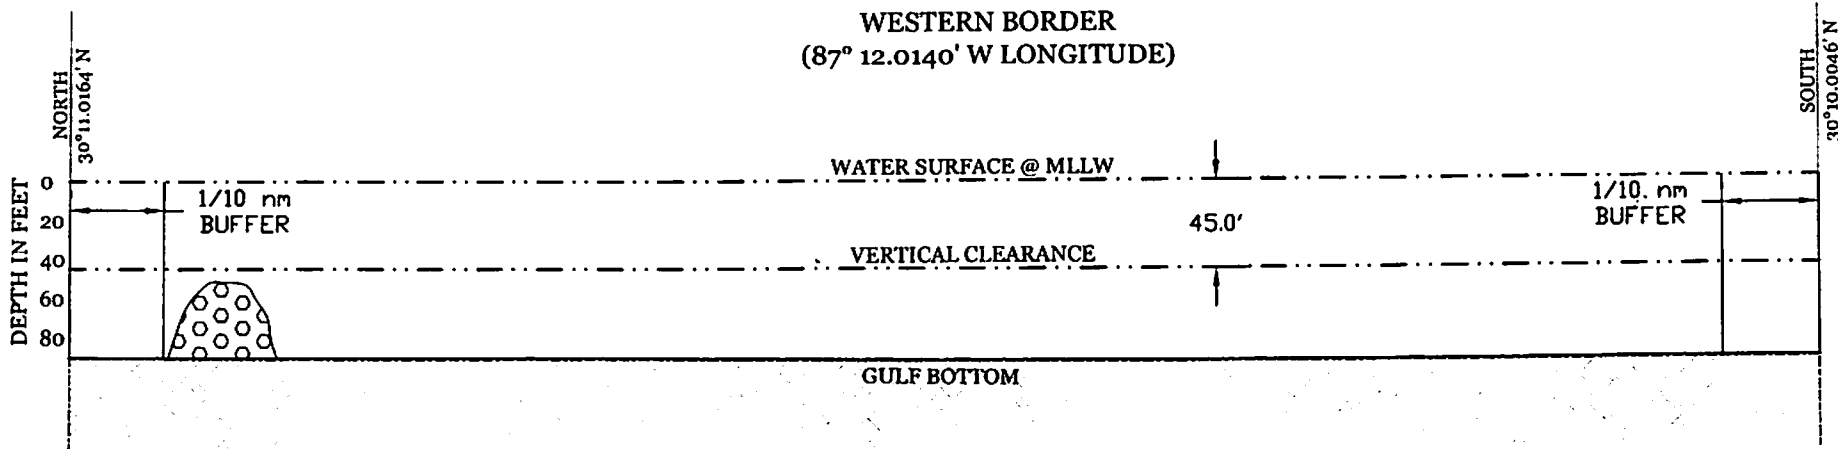 WESTERN BORDER
(87° 12.0140' W LONGITUDE)
NORTH
30°11.0164' N
SOUTH
30°10.0046' N
WATER SURFACE @ MLLW
DEPTH IN FEET
0
20
40
60
80
1/10 nm
BUFFER
45.0'
1/10. nm
BUFFER
VERTICAL CLEARANCE
GULF BOTTOM